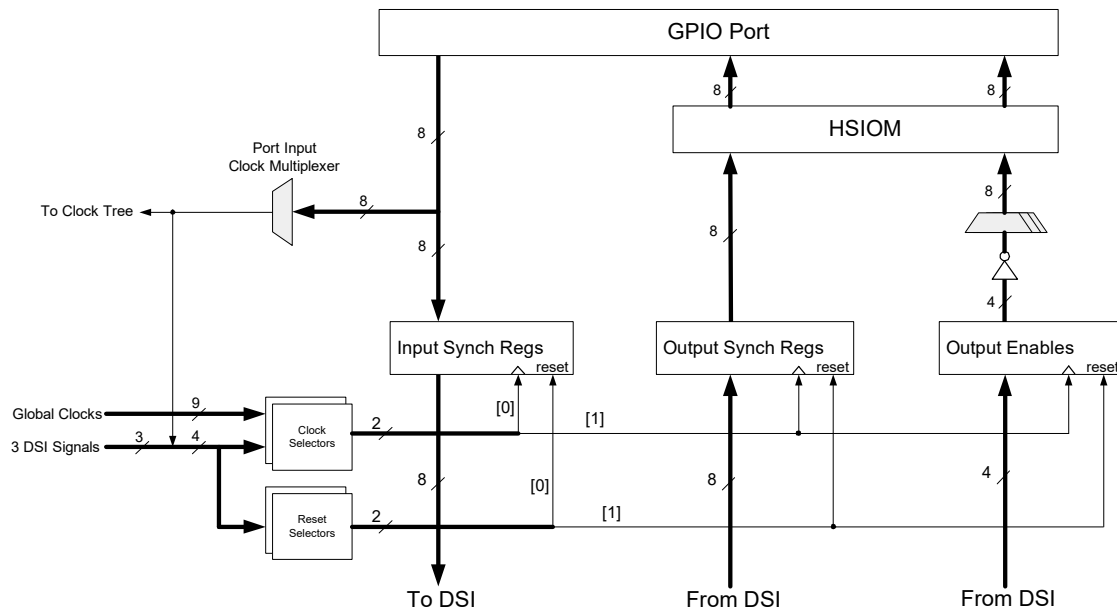 GPIO Port
8
8
8
HSIOM
Port Input
Clock Multiplexer
To Clock Tree
8
8
8
8
4
Input Synch Regs
reset
Output Synch Regs
reset
Output Enables
reset
Global Clocks
9
3 DSI Signals
3
4
Clock
Selectors
2
[0]
[1]
8
[0]
8
4
Reset
Selectors
2
[1]
To DSI
From DSI
From DSI